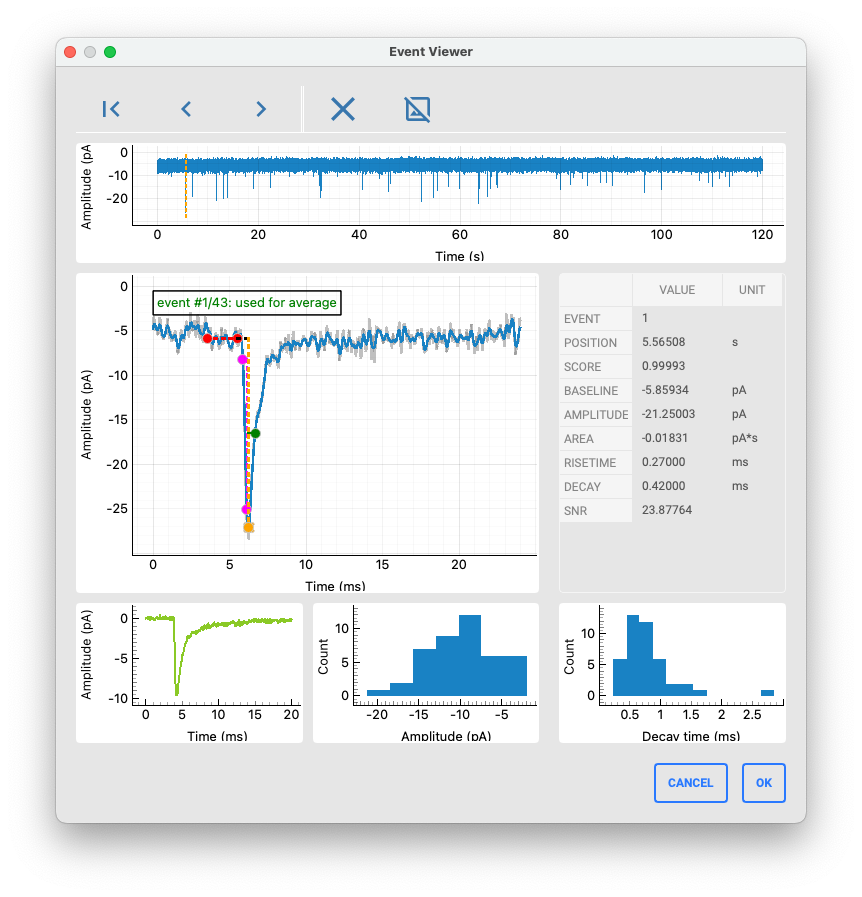 Event Viewer
Amplitude (pA
0
-10
-20
0 20 40 60 80 100 120
Time (s)
event #1/43: used for average
Amplitude (pA)
0
-5
-10
-15
-20
-25
0 5 10 15 20
Time (ms)
VALUE UNIT
EVENT 1
POSITION 5.56508 s
SCORE 0.99993
BASELINE -5.85934 pA
AMPLITUDE -21.25003 pA
AREA -0.01831 pA*s
RISETIME 0.27000 ms
DECAY 0.42000 ms
SNR 23.87764
Amplitude (pA)
0
-5
-10
0 5 10 15 20
Time (ms)
Count
10
5
0
-20 -15 -10 -5
Amplitude (pA)
Count
10
5
0
0.5 1 1.5 2 2.5
Decay time (ms)
CANCEL OK